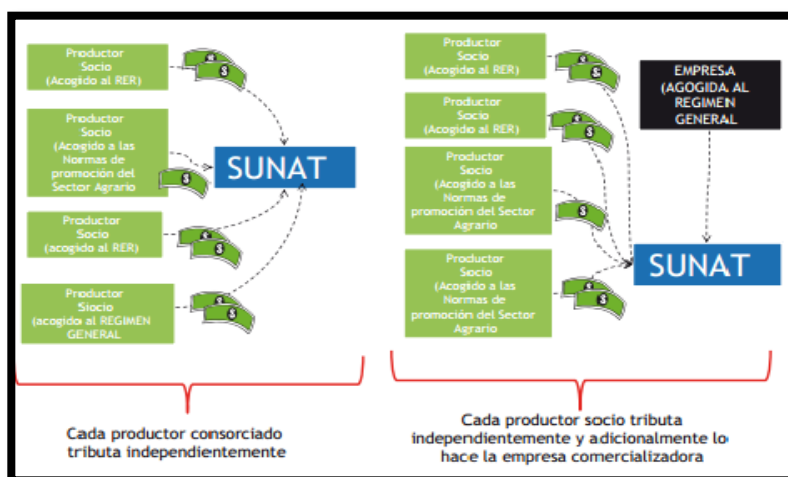 Productor
Socio
(Acogido al RER)
Productor
Socio
(Acogido a las
Normas de
promoción del
Sector Agrario
Productor
Socio
(acogido al RER)
Productor
Siocio
(acogido al REGIMEN
GENERAL
SUNAT
Cada productor consorciado
tributa independientemente
Productor
Socio
(Acogido al RER)
Productor
Socio
(Acogido al RER)
Productor
Socio
(Acogido a las
Normas de
promoción del Sector
Agrario
Productor
Socio
(Acogido a las
Normas de
promoción del Sector
Agrario
EMPRESA
(AGOGIDA AL
REGIMEN
GENERAL
SUNAT
Cada productor socio tributa
independientemente y adicionalmente lo
hace la empresa comercializadora